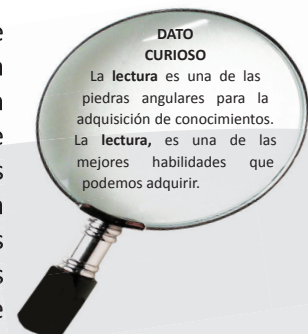 DATO
CURIOSO
La lectura es una de las
piedras angulares para la
adquisición de conocimientos.
La lectura, es una de las
mejores habilidades que
podemos adquirir.